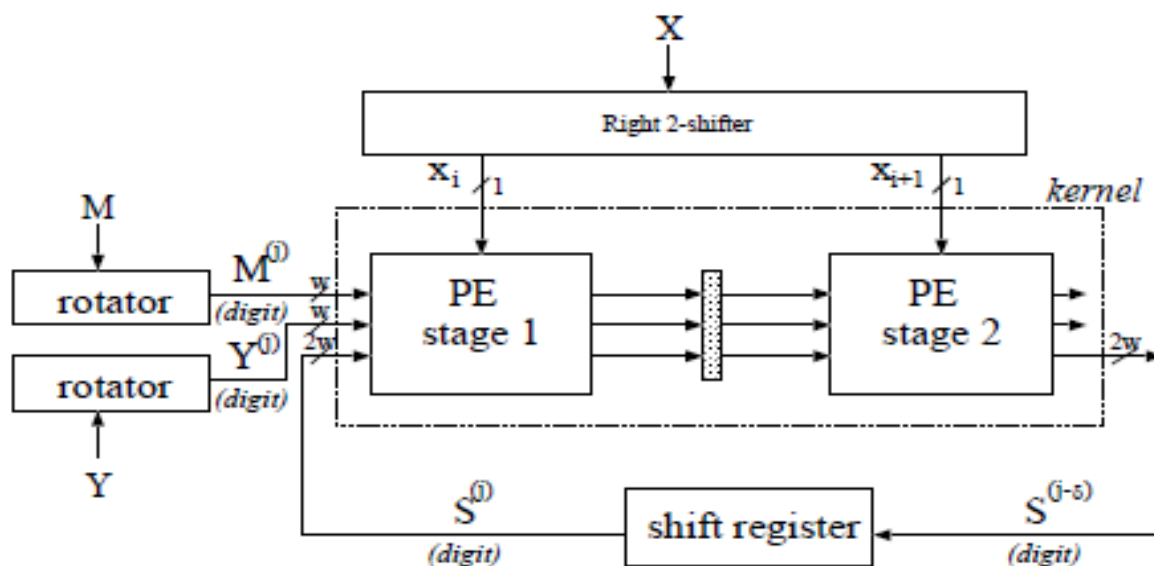 X
Right 2-shifter
x_i 1
x_{i+1} 1
kernel
M
M^{(j)} w
rotator
(digit)
PE
stage 1
PE
stage 2
w
Y^{(j)} 2w
2w
rotator
(digit)
Y
S^{(j)}
shift register
S^{(j-s)}
(digit)
(digit)